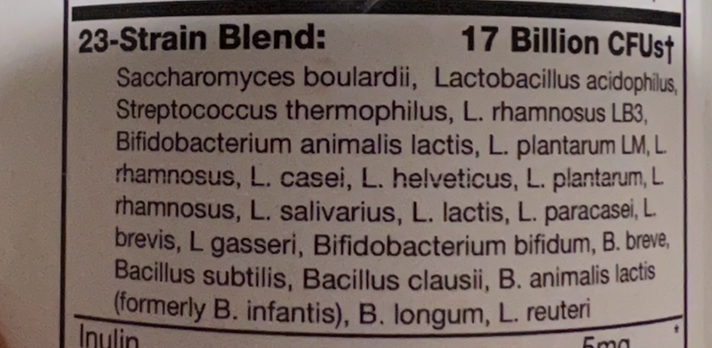 23-Strain Blend: 17 Billion CFUs†
Saccharomyces boulardii, Lactobacillus acidophilus,
Streptococcus thermophilus, L. rhamnosus LB3,
Bifidobacterium animalis lactis, L. plantarum LM, L.
rhamnosus, L. casei, L. helveticus, L. plantarum, L
rhamnosus, L. salivarius, L. lactis, L. paracasei, L.
brevis, L gasseri, Bifidobacterium bifidum, B. breve,
Bacillus subtilis, Bacillus clausii, B. animalis lactis
(formerly B. infantis), B. longum, L. reuteri
Inulin 5mg *